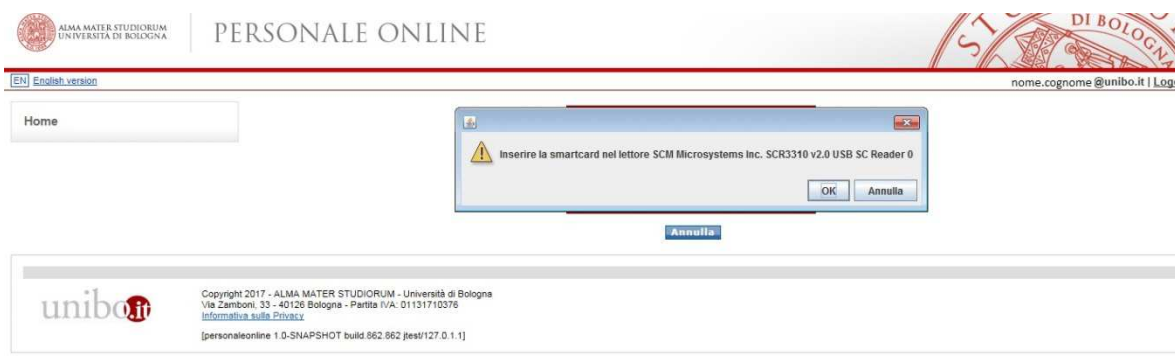 ALMA MATER STUDIORUM
UNIVERSITÀ DI BOLOGNA
PERSONALE ONLINE
DI BOLOGNA
EN English version
nome.cognome@unibo.it | Log
Home
Inserire la smartcard nel lettore SCM Microsystems Inc. SCR3310 v2.0 USB SC Reader 0
OK Annulla
Annulla
unibo.it
Copyright 2017 - ALMA MATER STUDIORUM - Università di Bologna
Via Zamboni, 33 - 40126 Bologna - Partita IVA: 01131710376
Informativa sulla Privacy
[personaleonline 1.0-SNAPSHOT build.862.862 jtest/127.0.1.1]